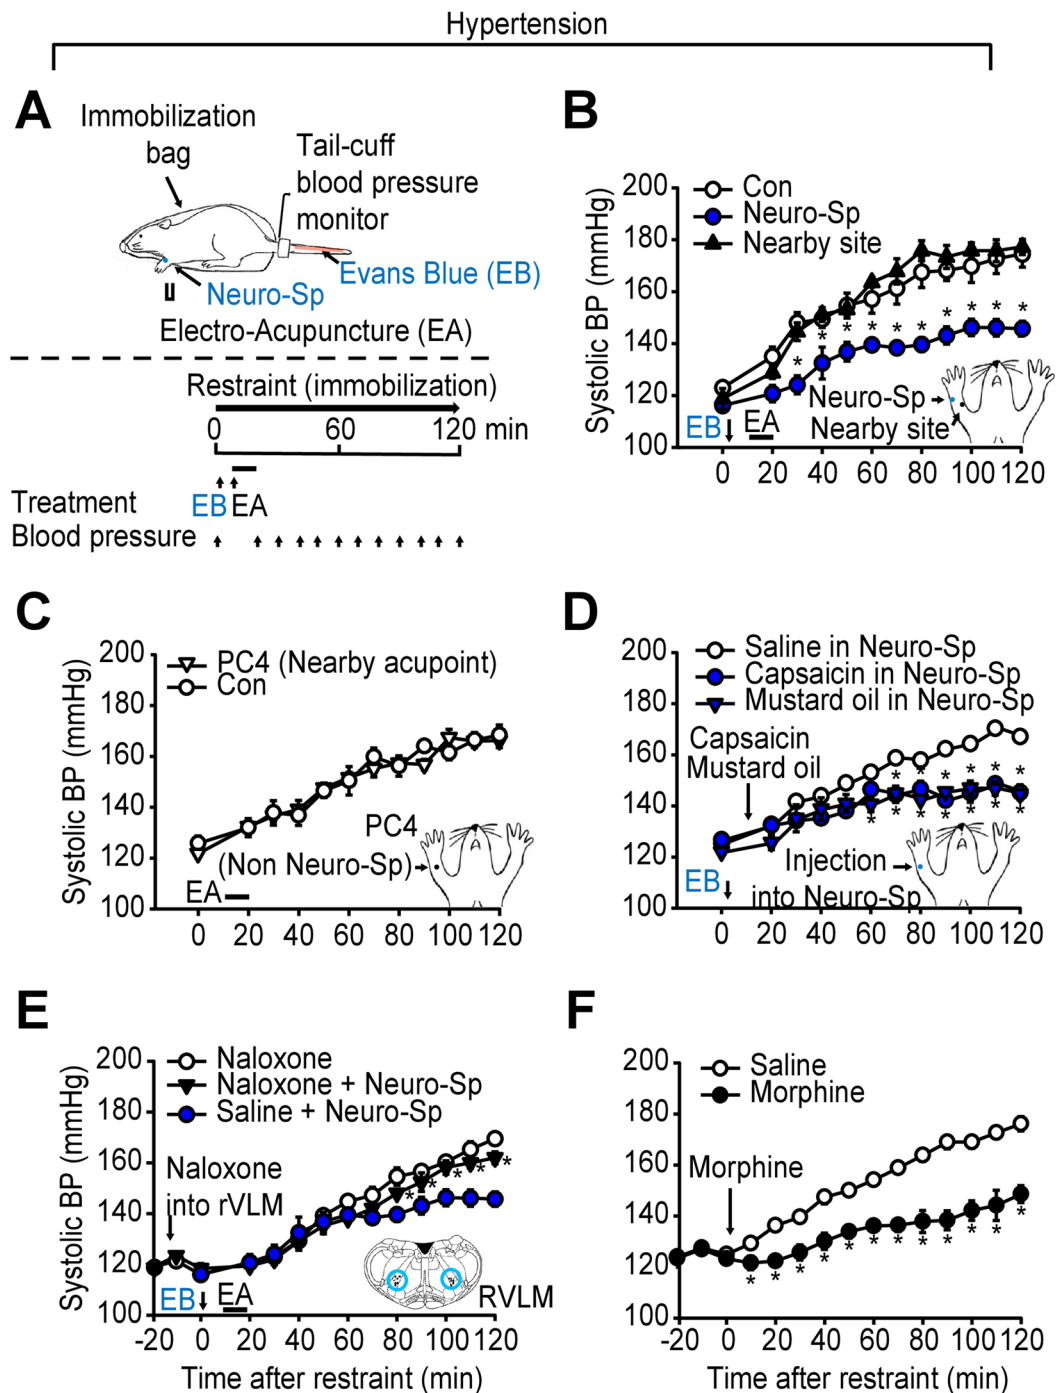 Hypertension
A
Immobilization
bag
Tail-cuff
blood pressure
monitor
Evans Blue (EB)
Neuro-Sp
Electro-Acupuncture (EA)
Restraint (immobilization)
0 60 120 min
Treatment EB EA
Blood pressure
B
Con
Neuro-Sp
Nearby site
Systolic BP (mmHg)
200
180
160
140
120
100
* * * * * * * * * *
Neuro-Sp
Nearby site
EB EA
0 20 40 60 80 100 120
C
PC4 (Nearby acupoint)
Con
Systolic BP (mmHg)
200
180
160
140
120
100
PC4
(Non Neuro-Sp)
EA
0 20 40 60 80 100 120
D
Saline in Neuro-Sp
Capsaicin in Neuro-Sp
Mustard oil in Neuro-Sp
200
180
160
140
120
100
Capsaicin
Mustard oil
* * * * * *
* * * * * * *
Injection
into Neuro-Sp
EB
0 20 40 60 80 100 120
E
Naloxone
Naloxone + Neuro-Sp
Saline + Neuro-Sp
Systolic BP (mmHg)
200
180
160
140
120
100
Naloxone
into rVLM
* * * * *
EB EA
RVLM
-20 0 20 40 60 80 100 120
Time after restraint (min)
F
Saline
Morphine
200
180
160
140
120
100
Morphine
* * * * * * * * * * * *
-20 0 20 40 60 80 100 120
Time after restraint (min)